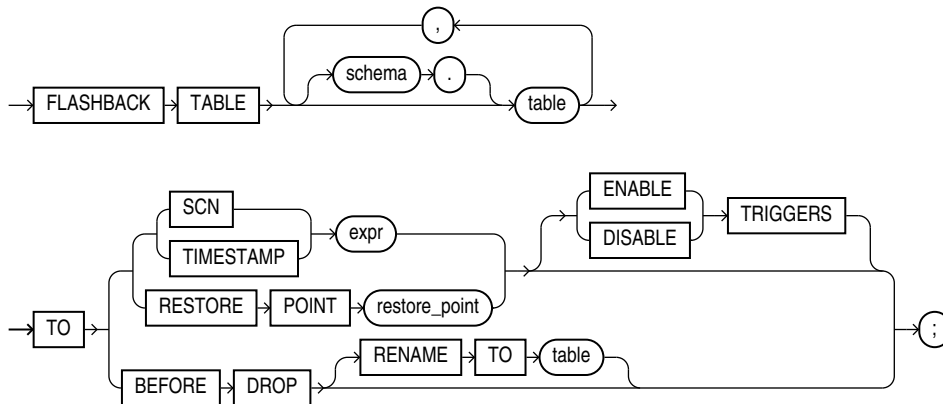 ,
schema .
FLASHBACK TABLE table
SCN
TIMESTAMP
expr
ENABLE
DISABLE
TRIGGERS
RESTORE POINT restore_point
TO
;
RENAME TO table
BEFORE DROP